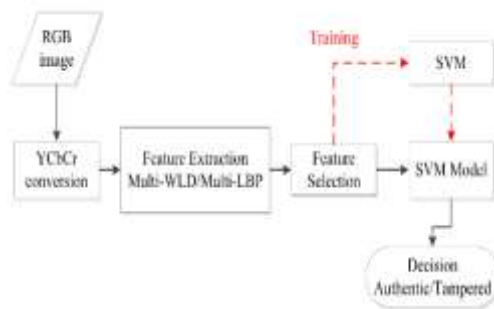 RGB
image
Training
SVM
YCbCr
conversion
Feature Extraction
Multi-WLD/Multi-LBP
Feature
Selection
SVM Model
Decision
Authentic/Tampered